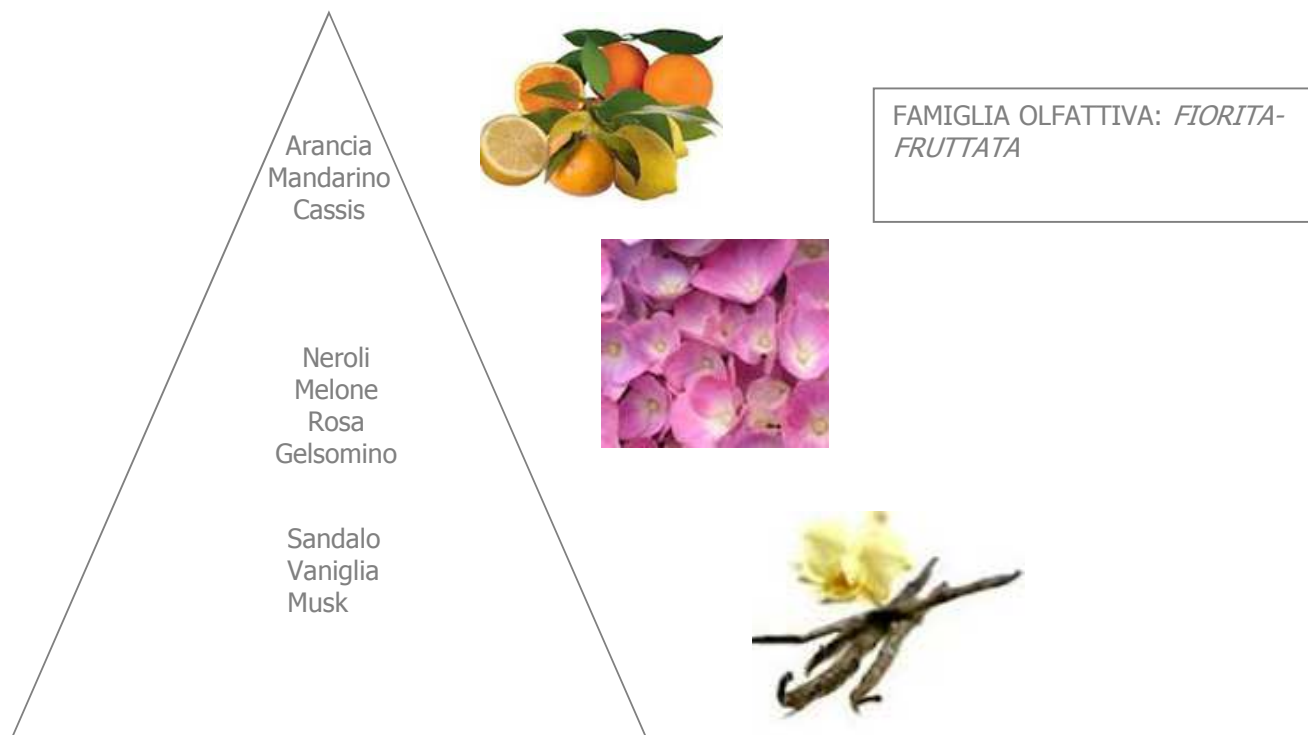 Arancia
Mandarino
Cassis
FAMIGLIA OLFATTIVA: FIORITA-
FRUTTATA
Neroli
Melone
Rosa
Gelsomino
Sandalo
Vaniglia
Musk